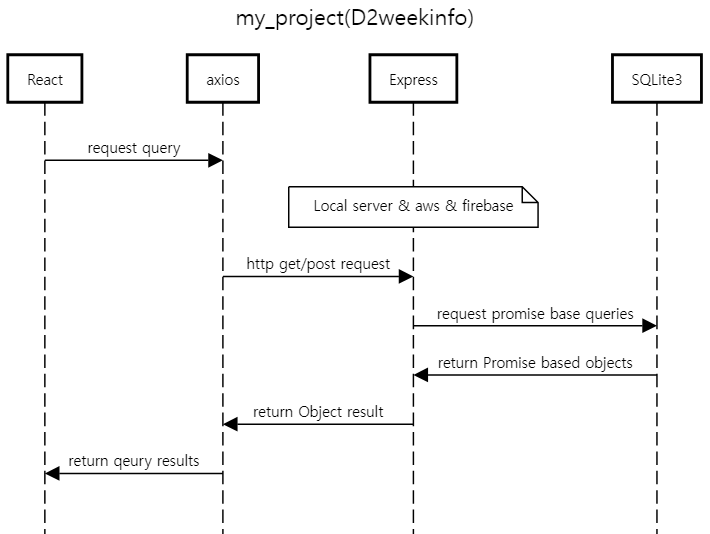 my_project(D2weekinfo)
React
axios
Express
SQLite3
request query
Local server & aws & firebase
http get/post request
request promise base queries
return Promise based objects
return Object result
return qeury results